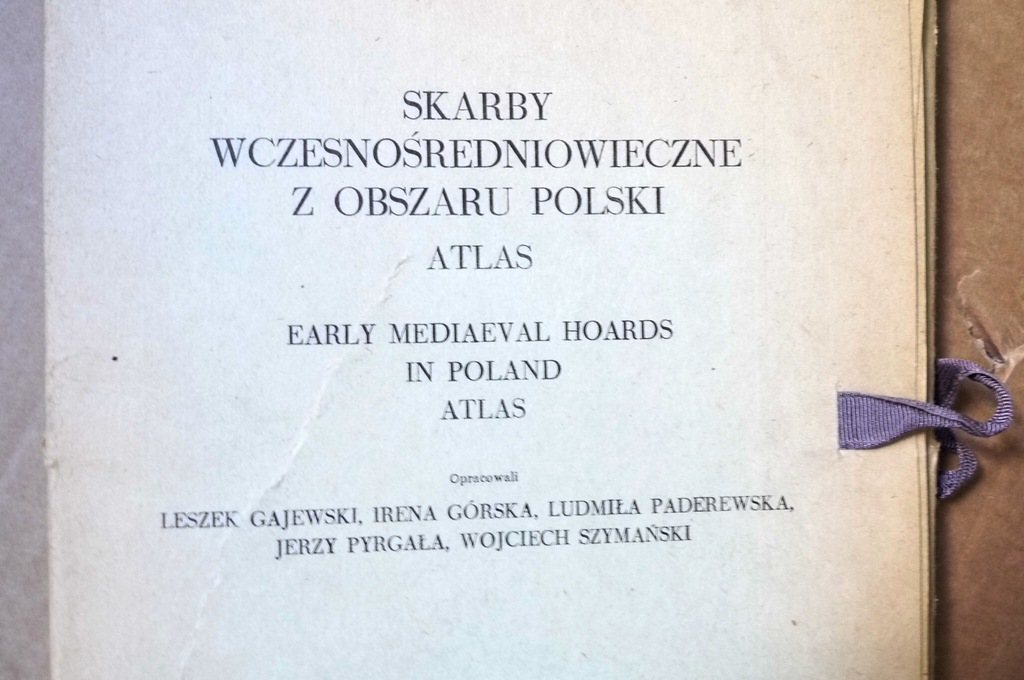 SKARBY
WCZESNOŚREDNIOWIECZNE
Z OBSZARU POLSKI
ATLAS
EARLY MEDIAEVAL HOARDS
IN POLAND
ATLAS
Opracowali
LESZEK GAJEWSKI, IRENA GÓRSKA, LUDMIŁA PADEREWSKA,
JERZY PYRGAŁA, WOJCIECH SZYMAŃSKI